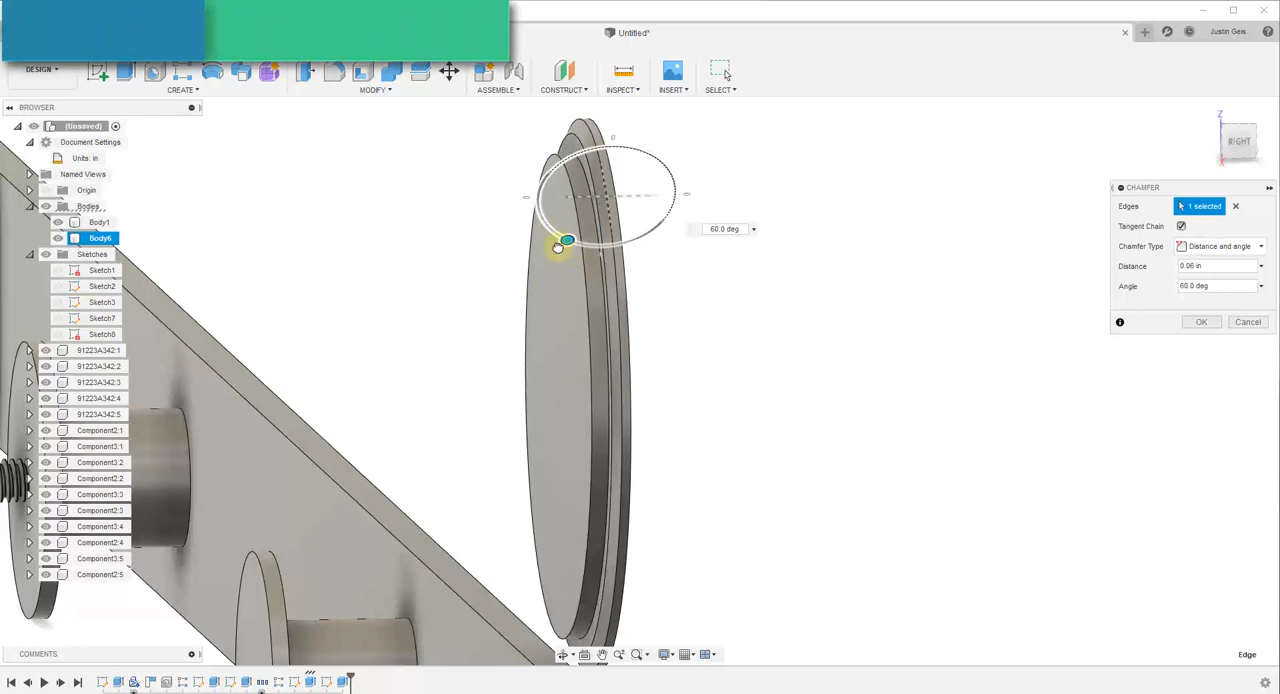 Untitled*
Justin Geis
DESIGN
CREATE
MODIFY
ASSEMBLE
CONSTRUCT
INSPECT
INSERT
SELECT
BROWSER
(Unsaved)
Document Settings
Units: in
Named Views
Origin
Bodies
Body1
Body6
Sketches
Sketch1
Sketch2
Sketch3
Sketch7
Sketch8
91223A342:1
91223A342:2
91223A342:3
91223A342:4
91223A342:5
Component2:1
Component3:1
Component3:2
Component2:2
Component3:3
Component2:3
Component3:4
Component2:4
Component3:5
Component2:5
60.0 deg
Z
RIGHT
X
CHAMFER
Edges
1 selected
Tangent Chain
Chamfer Type
Distance and angle
Distance
0.06 in
Angle
60.0 deg
OK
Cancel
COMMENTS
Edge